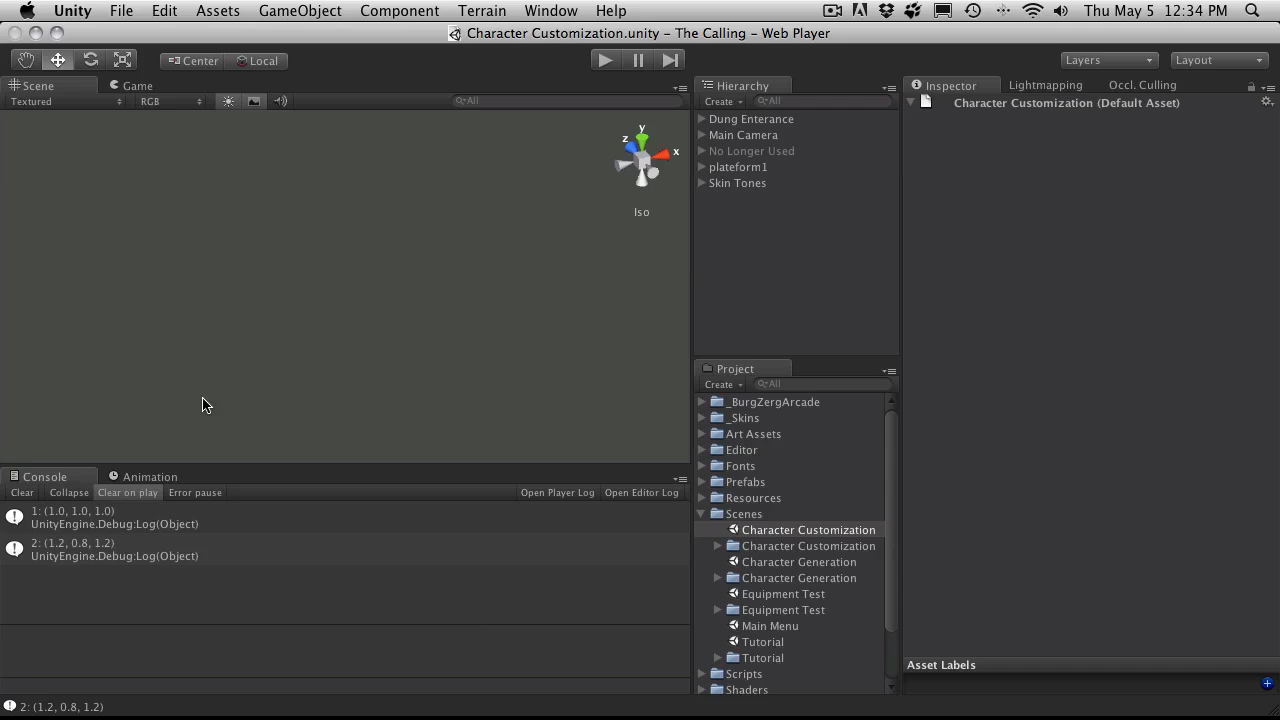 Unity File Edit Assets GameObject Component Terrain Window Help Thu May 5 12:34 PM
Character Customization.unity – The Calling – Web Player
Center Local Layers Layout
Scene Game Hierarchy Inspector Lightmapping Occl. Culling
Textured RGB All Create All
Character Customization (Default Asset)
Dung Enterance
Main Camera
No Longer Used
plateform1
Skin Tones
y
z
x
Iso
Project
Create All
_BurgZergArcade
_Skins
Art Assets
Editor
Fonts
Prefabs
Resources
Scenes
Character Customization
Character Customization
Character Generation
Character Generation
Equipment Test
Equipment Test
Main Menu
Tutorial
Tutorial
Scripts
Shaders
Console Animation
Clear Collapse Clear on play Error pause Open Player Log Open Editor Log
1: (1.0, 1.0, 1.0)
UnityEngine.Debug:Log(Object)
2: (1.2, 0.8, 1.2)
UnityEngine.Debug:Log(Object)
Asset Labels
2: (1.2, 0.8, 1.2)